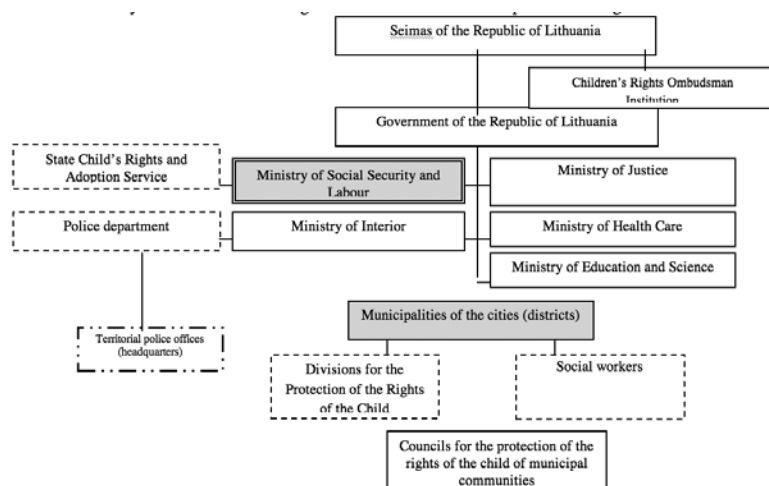 Seimas of the Republic of Lithuania
Children's Rights Ombudsman
Institution
Government of the Republic of Lithuania
State Child's Rights and
Adoption Service
Ministry of Social Security and
Labour
Ministry of Justice
Police department
Ministry of Interior
Ministry of Health Care
Ministry of Education and Science
Municipalities of the cities (districts)
Territorial police offices
(headquarters)
Divisions for the
Protection of the Rights
of the Child
Social workers
Councils for the protection of the
rights of the child of municipal
communities